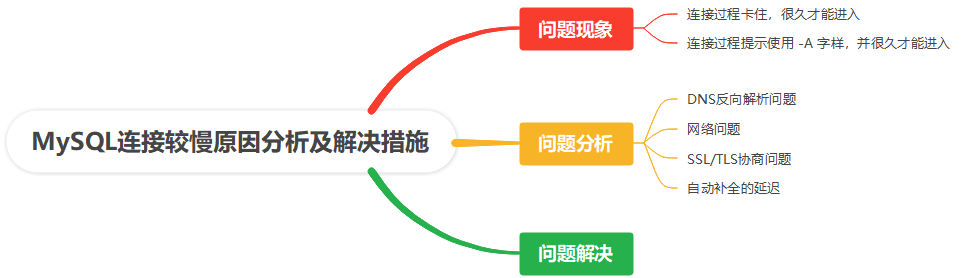 MySQL连接较慢原因分析及解决措施
问题现象
连接过程卡住，很久才能进入
连接过程提示使用 -A 字样，并很久才能进入
问题分析
DNS反向解析问题
网络问题
SSL/TLS协商问题
自动补全的延迟
问题解决